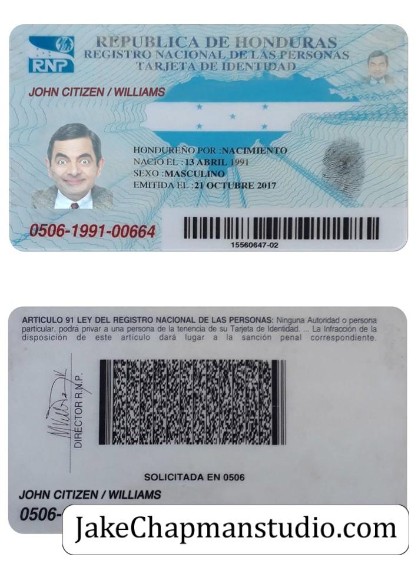 REPUBLICA DE HONDURAS
REGISTRO NACIONAL DE LAS PERSONAS
TARJETA DE IDENTIDAD
RNP
JOHN CITIZEN / WILLIAMS
HONDUREÑO POR :NACIMIENTO
NACIO EL :13 ABRIL 1991
SEXO :MASCULINO
EMITIDA EL :21 OCTUBRE 2017
0506-1991-00664
15560647-02
ARTICULO 91 LEY DEL REGISTRO NACIONAL DE LAS PERSONAS: Ninguna Autoridad o persona
particular, podrá privar a una persona de la tenencia de su Tarjeta de Identidad. ... La Infracción de la
disposición de este artículo dará lugar a la sanción penal correspondiente.
DIRECTOR R.N.P.
SOLICITADA EN 0506
JOHN CITIZEN / WILLIAMS
0506-
JakeChapmanstudio.com